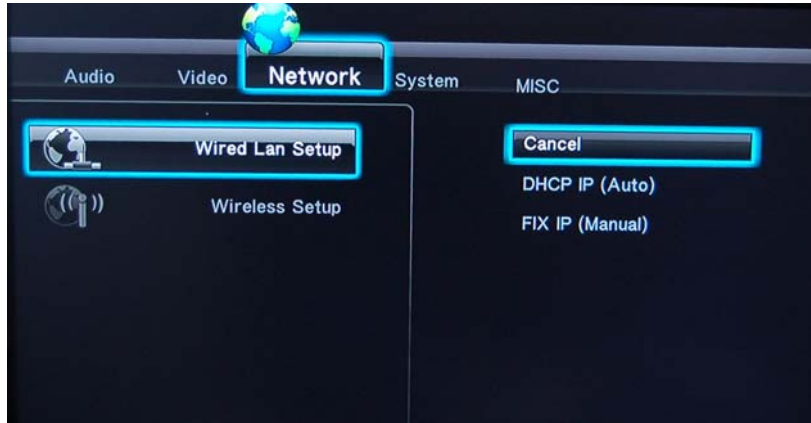 Audio Video Network System MISC
Wired Lan Setup
Wireless Setup
Cancel
DHCP IP (Auto)
FIX IP (Manual)